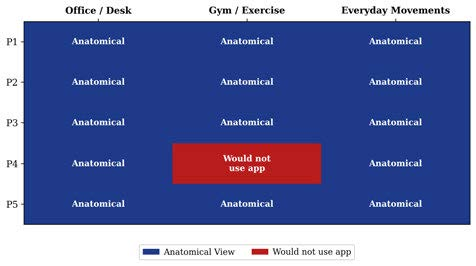 Office / Desk Gym / Exercise Everyday Movements
P1 Anatomical Anatomical Anatomical
P2 Anatomical Anatomical Anatomical
P3 Anatomical Anatomical Anatomical
P4 Anatomical Would not use app Anatomical
P5 Anatomical Anatomical Anatomical
Anatomical View Would not use app